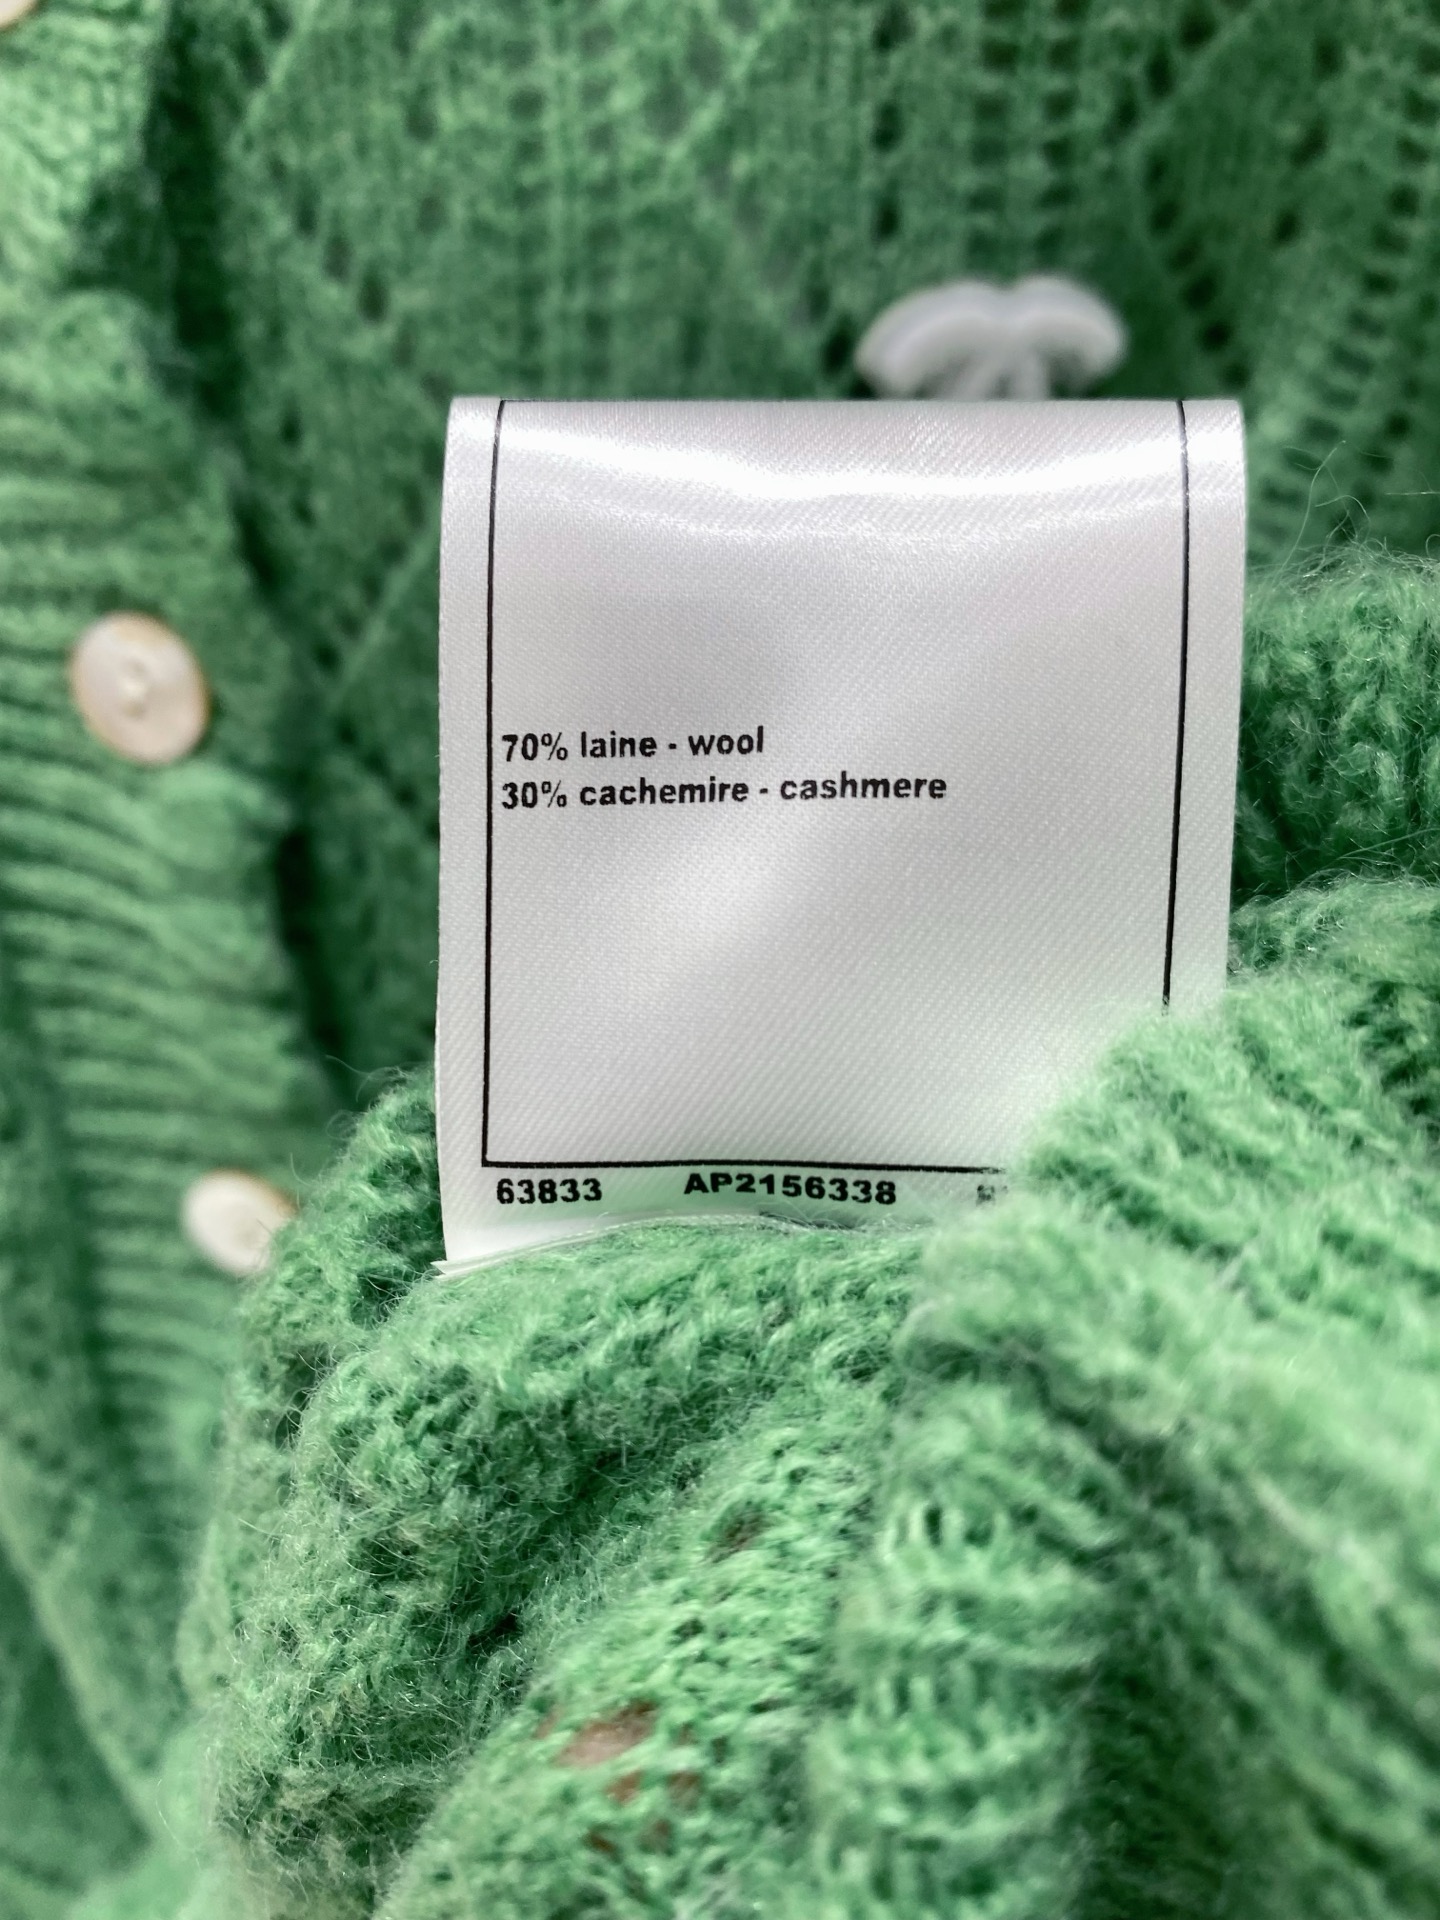 70% laine - wool
30% cachemire - cashmere
63833 AP2156338